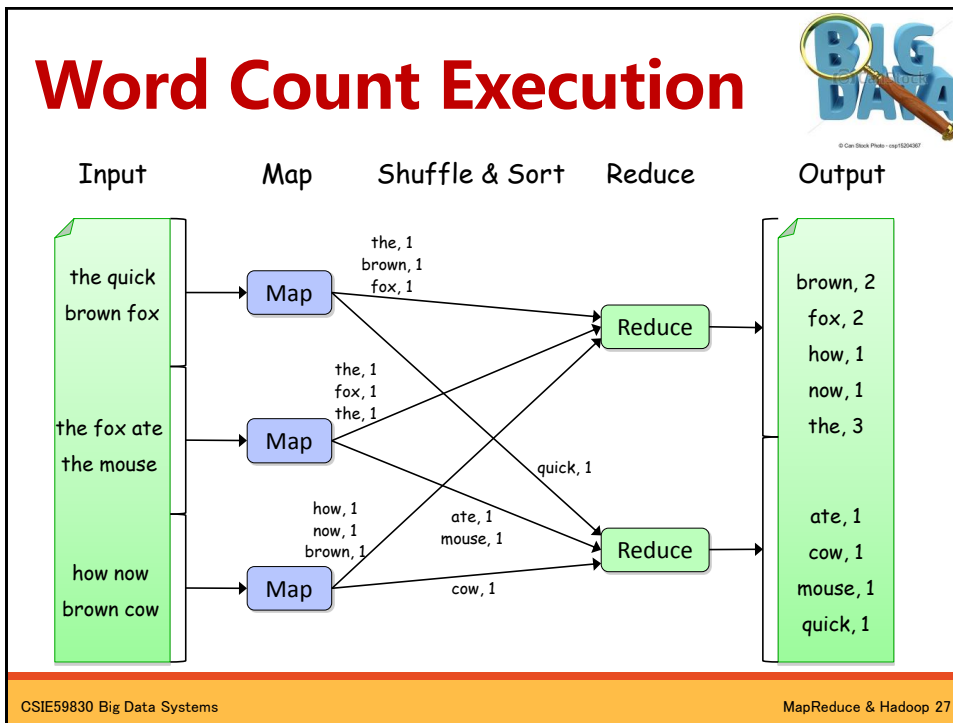 Word Count Execution
BIG
DATA
© Can Stock Photo - csp15204387
Input
Map
Shuffle & Sort
Reduce
Output
the quick
brown fox
Map
the, 1
brown, 1
fox, 1
Reduce
brown, 2
fox, 2
how, 1
now, 1
the, 3
the fox ate
the mouse
Map
the, 1
fox, 1
the, 1
quick, 1
how now
brown cow
Map
how, 1
now, 1
brown, 1
ate, 1
mouse, 1
cow, 1
Reduce
ate, 1
cow, 1
mouse, 1
quick, 1
CSIE59830 Big Data Systems
MapReduce & Hadoop 27